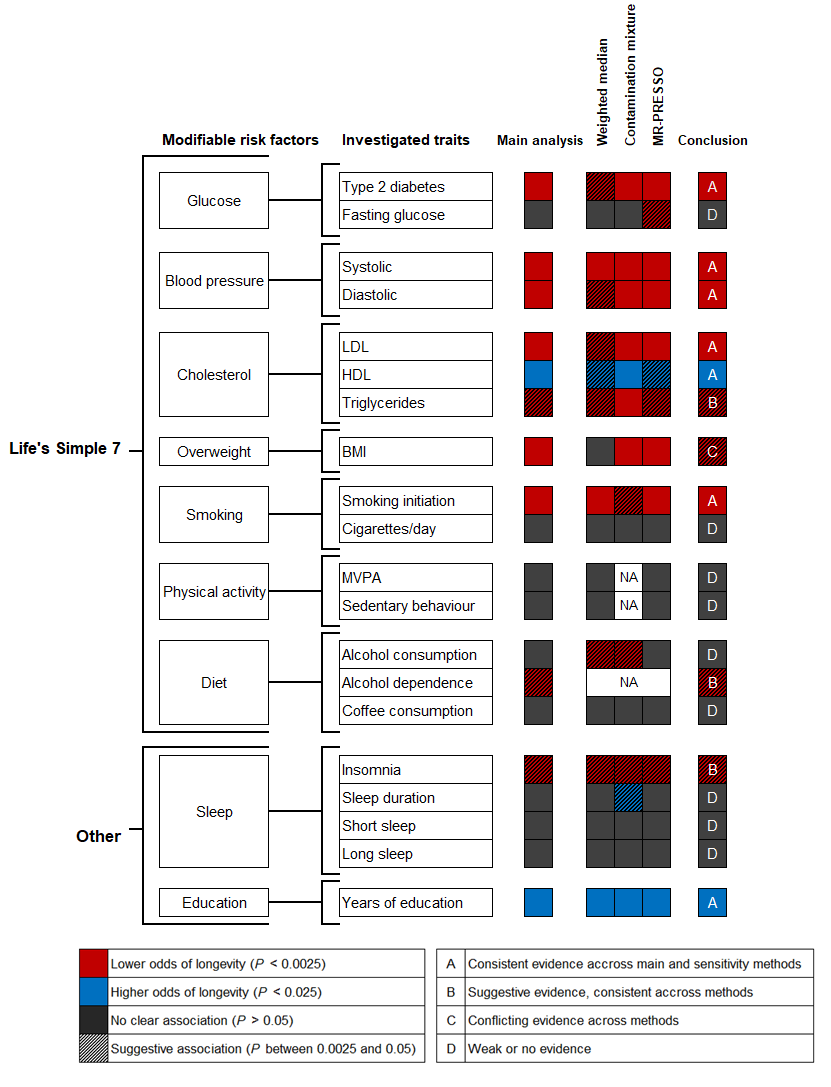 Weighted median
Contamination mixture
MR-PRESSO
Modifiable risk factors
Investigated traits
Main analysis
Conclusion
Life's Simple 7
Glucose
Type 2 diabetes
A
Fasting glucose
D
Blood pressure
Systolic
A
Diastolic
A
Cholesterol
LDL
A
HDL
A
Triglycerides
B
Overweight
BMI
C
Smoking
Smoking initiation
A
Cigarettes/day
D
Physical activity
MVPA
NA
D
Sedentary behaviour
NA
D
Diet
Alcohol consumption
D
Alcohol dependence
NA
B
Coffee consumption
D
Other
Sleep
Insomnia
B
Sleep duration
D
Short sleep
D
Long sleep
D
Education
Years of education
A
Lower odds of longevity (P < 0.0025)
Higher odds of longevity (P < 0.025)
No clear association (P > 0.05)
Suggestive association (P between 0.0025 and 0.05)
A Consistent evidence accross main and sensitivity methods
B Suggestive evidence, consistent accross methods
C Conflicting evidence across methods
D Weak or no evidence